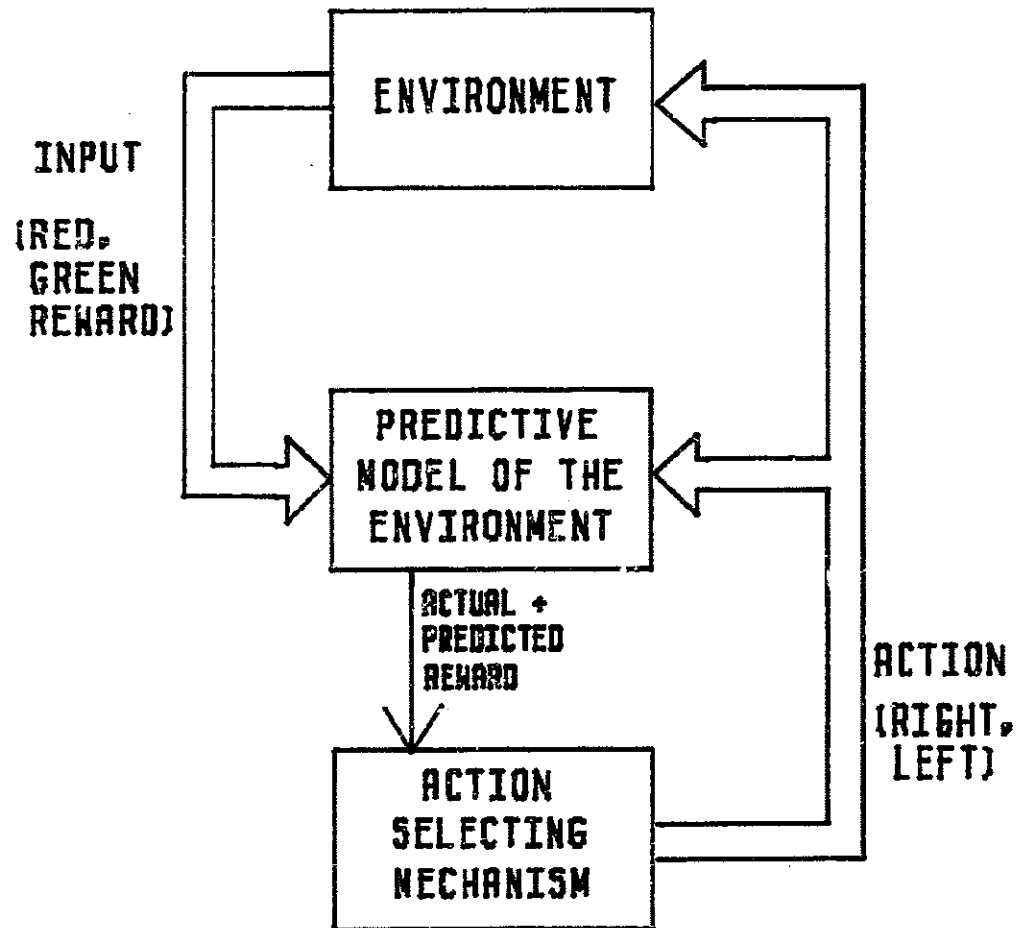 ENVIRONMENT
INPUT
(RED,
GREEN
REWARD)
PREDICTIVE
MODEL OF THE
ENVIRONMENT
ACTUAL +
PREDICTED
REWARD
ACTION
(RIGHT,
LEFT)
ACTION
SELECTING
MECHANISM